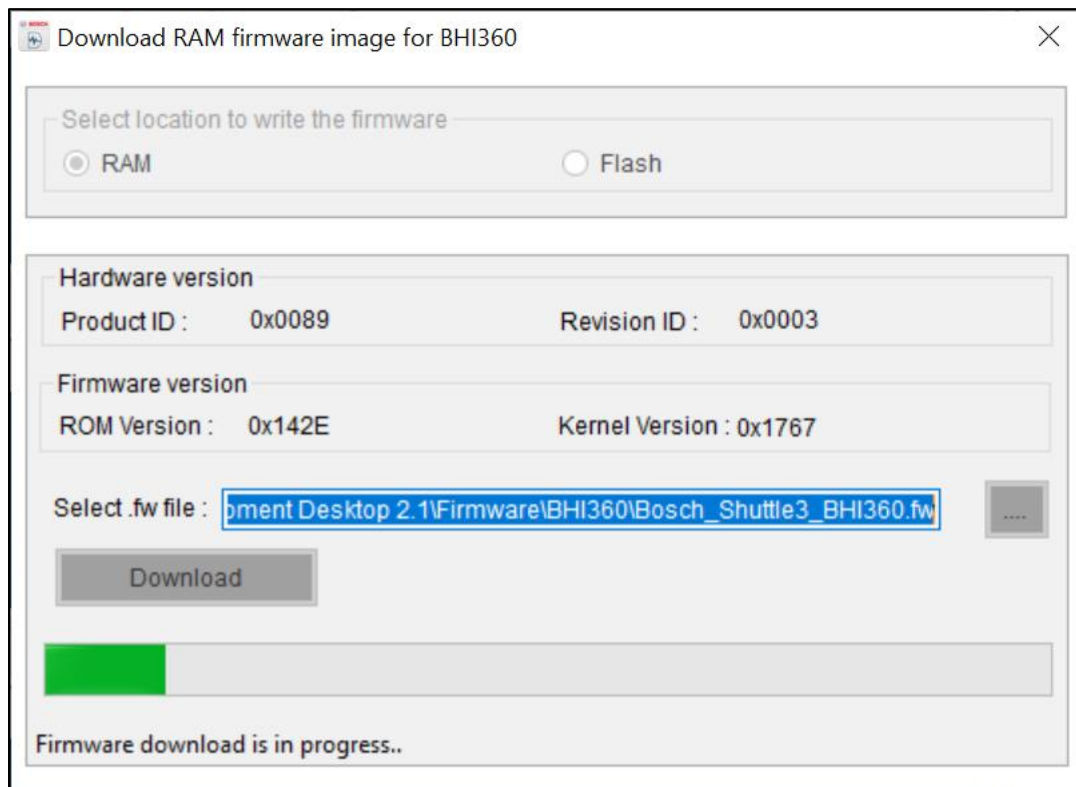 BOSCH
Download RAM firmware image for BHI360
Select location to write the firmware
RAM Flash
Hardware version
Product ID : 0x0089 Revision ID : 0x0003
Firmware version
ROM Version : 0x142E Kernel Version : 0x1767
Select .fw file : oment Desktop 2.1\Firmware\BHI360\Bosch_Shuttle3_BHI360.fw ....
Download
Firmware download is in progress..